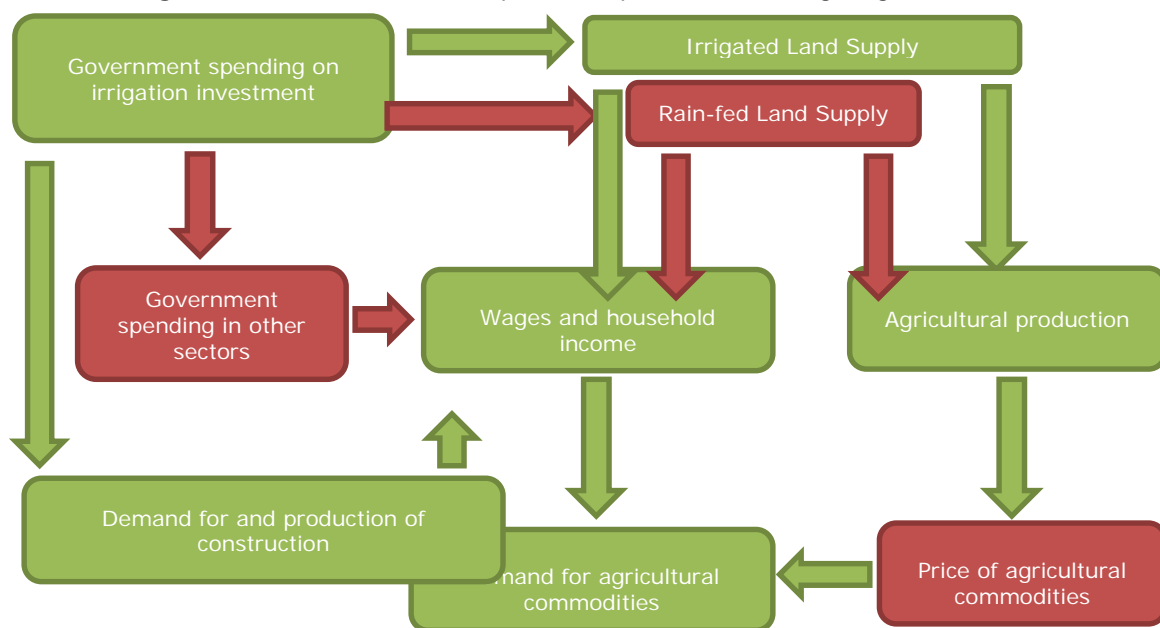 Government spending on
irrigation investment
Irrigated Land Supply
Rain-fed Land Supply
Government
spending in other
sectors
Wages and household
income
Agricultural production
Demand for and production of
construction
mand for agricultural
commodities
Price of agricultural
commodities